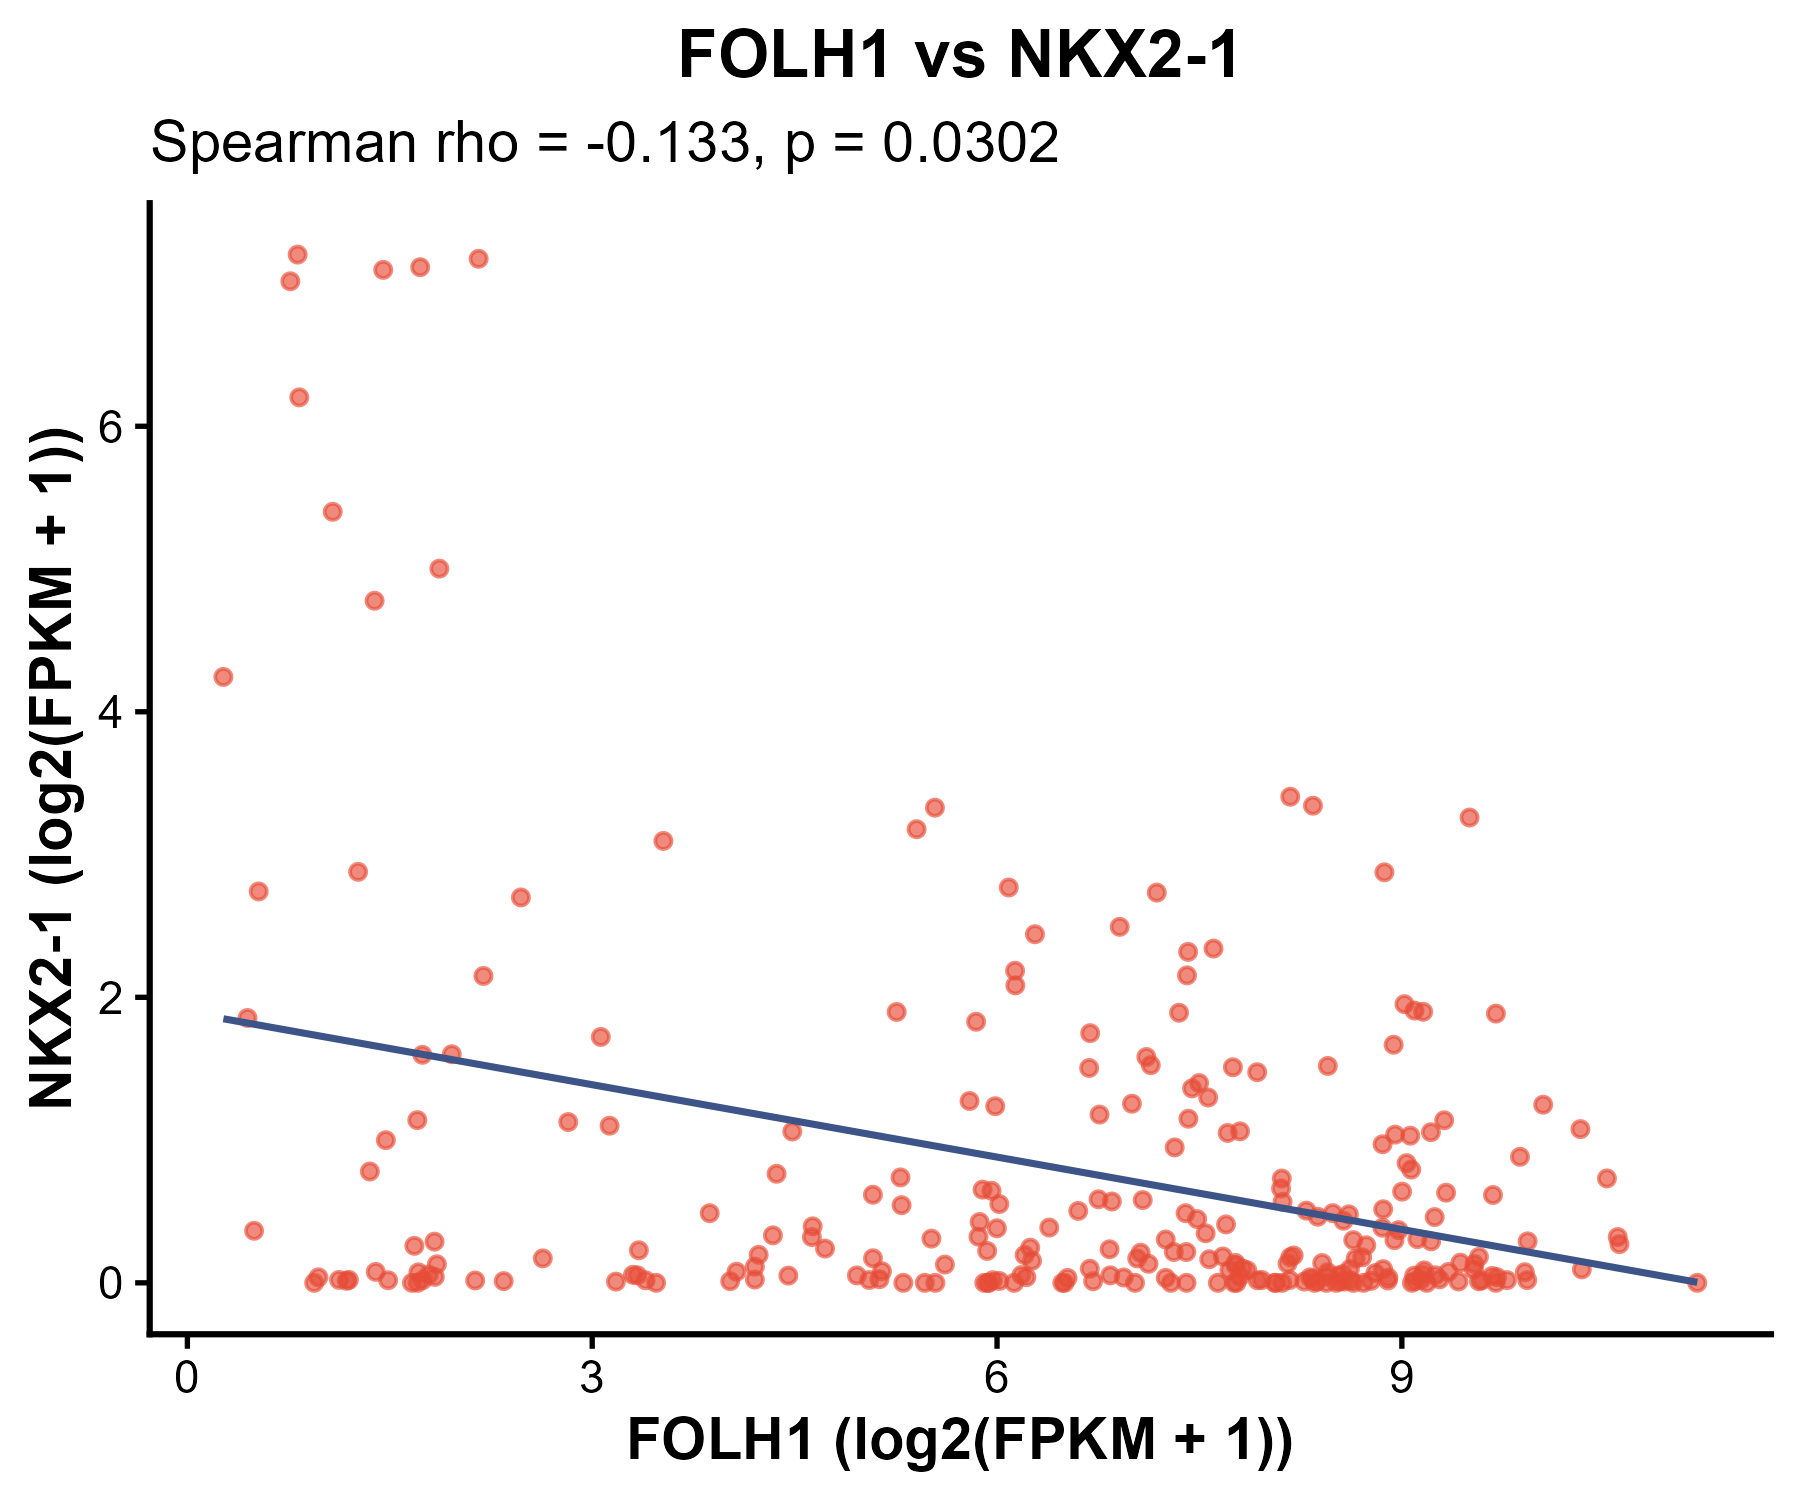 FOLH1 vs NKX2-1
Spearman rho = -0.133, p = 0.0302
NKX2-1 (log2(FPKM + 1))
6
4
2
0
0 3 6 9
FOLH1 (log2(FPKM + 1))